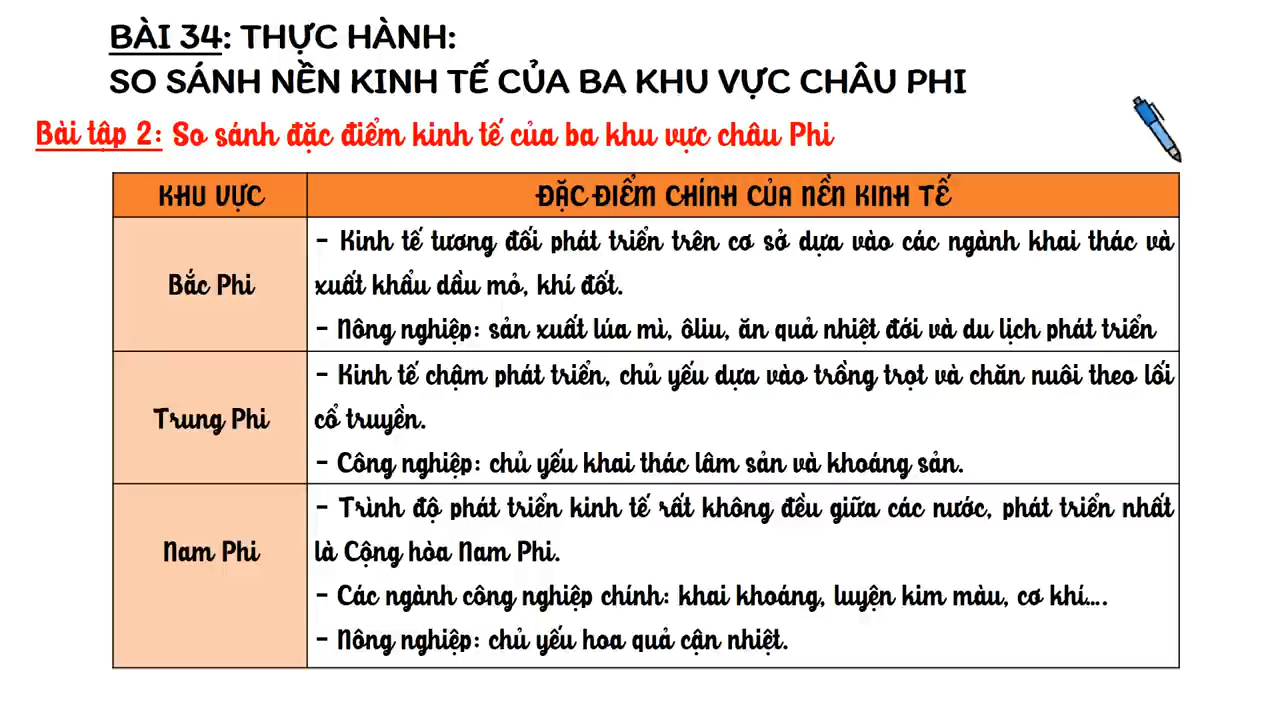 BÀI 34: THỰC HÀNH:
SO SÁNH NỀN KINH TẾ CỦA BA KHU VỰC CHÂU PHI
Bài tập 2: So sánh đặc điểm kinh tế của ba khu vực châu Phi
KHU VỰC
ĐẶC ĐIỂM CHÍNH CỦA NỀN KINH TẾ
Bắc Phi
- Kinh tế tương đối phát triển trên cơ sở dựa vào các ngành khai thác và
xuất khẩu dầu mỏ, khí đốt.
- Nông nghiệp: sản xuất lúa mì, ôliu, ăn quả nhiệt đới và du lịch phát triển
Trung Phi
- Kinh tế chậm phát triển, chủ yếu dựa vào trồng trọt và chăn nuôi theo lối
cổ truyền.
- Công nghiệp: chủ yếu khai thác lâm sản và khoáng sản.
Nam Phi
- Trình độ phát triển kinh tế rất không đều giữa các nước, phát triển nhất
là Cộng hòa Nam Phi.
- Các ngành công nghiệp chính: khai khoáng, luyện kim màu, cơ khí....
- Nông nghiệp: chủ yếu hoa quả cận nhiệt.